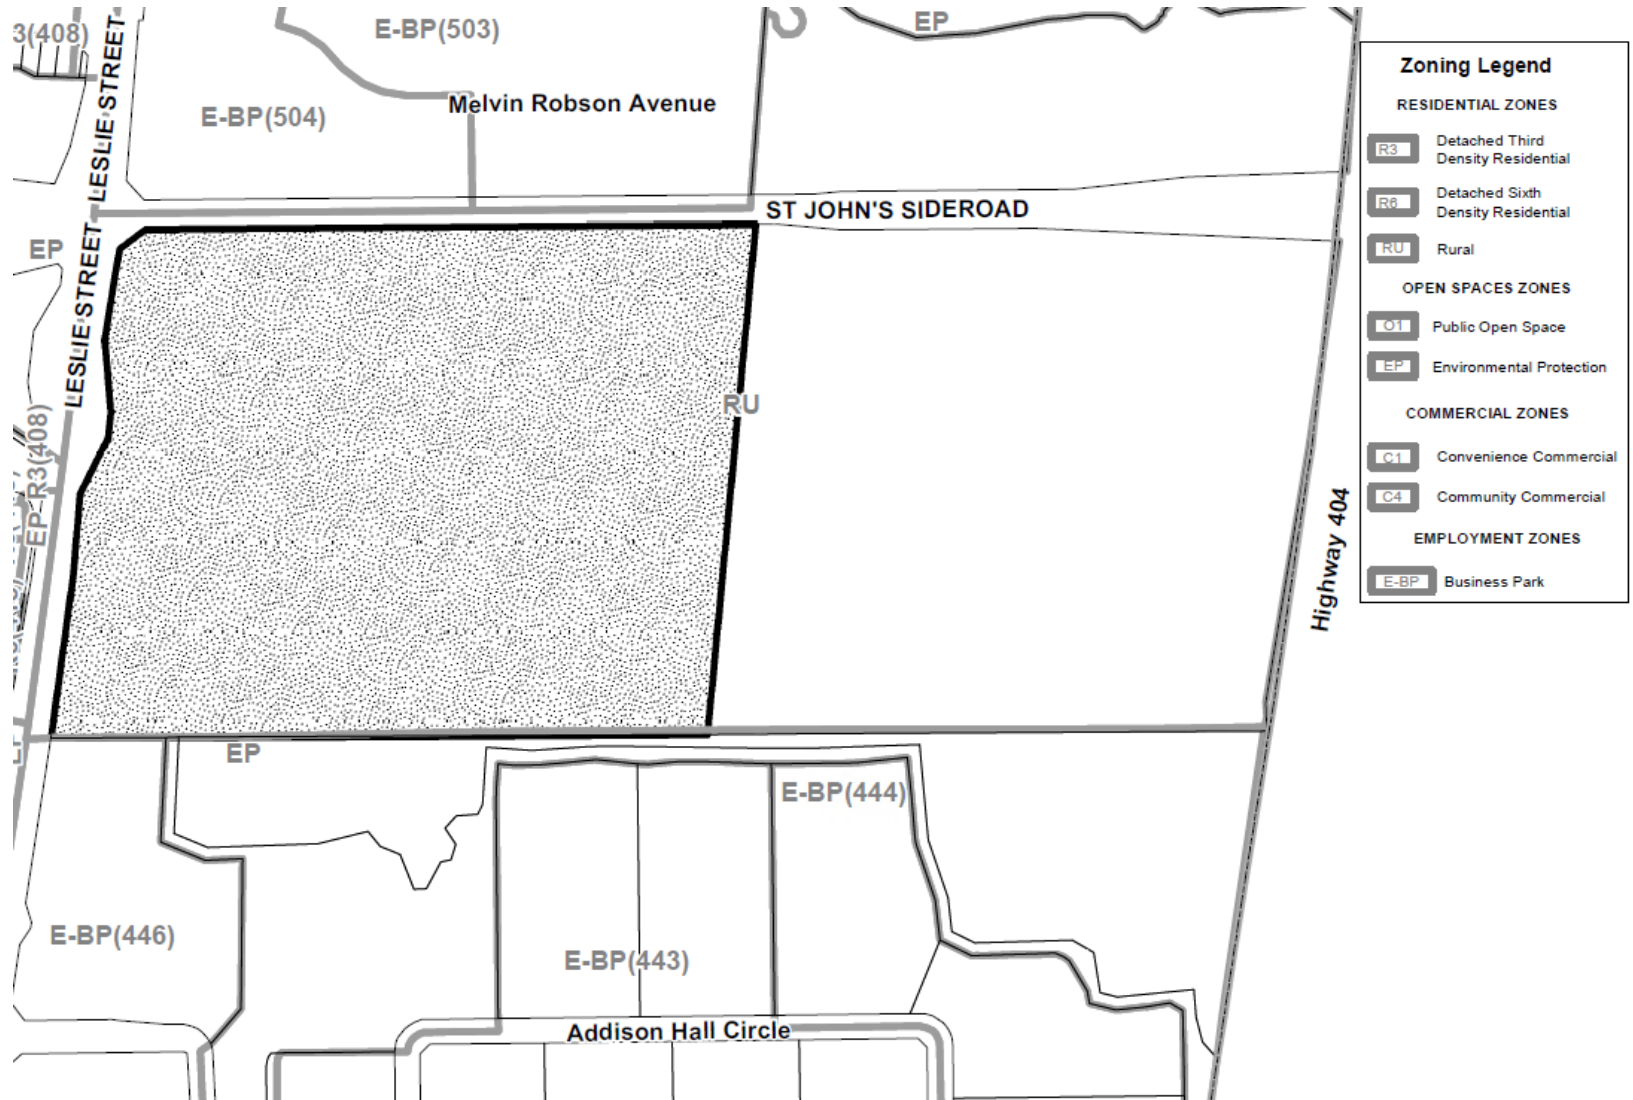 3(408)
E-BP(503)
EP
LESLIE STREET
Melvin Robson Avenue
E-BP(504)
ST JOHN'S SIDEROAD
EP
LESLIE STREET
RU
R3(408)
EP
Highway 404
EP
E-BP(444)
E-BP(446)
E-BP(443)
Addison Hall Circle
Zoning Legend
RESIDENTIAL ZONES
R3
Detached Third
Density Residential
R6
Detached Sixth
Density Residential
RU
Rural
OPEN SPACES ZONES
O1
Public Open Space
EP
Environmental Protection
COMMERCIAL ZONES
C1
Convenience Commercial
C4
Community Commercial
EMPLOYMENT ZONES
E-BP
Business Park